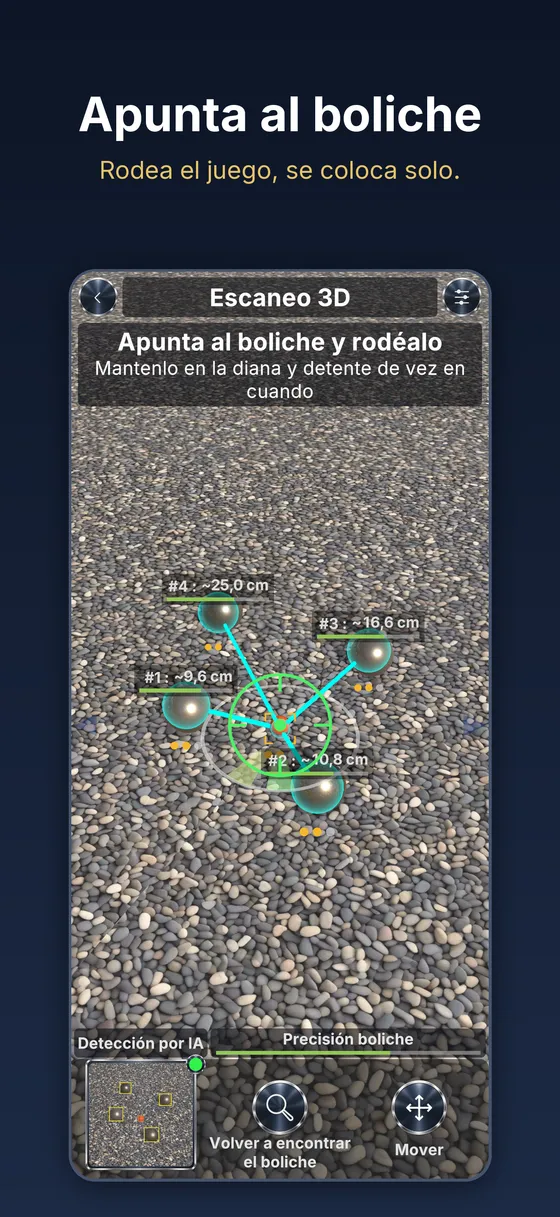 Apunta al boliche
Rodea el juego, se coloca solo.
Escaneo 3D
Apunta al boliche y rodéalo
Mantenlo en la diana y detente de vez en
cuando
#4 : ~25,0 cm
#3 : ~16,6 cm
#1 : ~9,6 cm
#2 : ~10,8 cm
Detección por IA
Precisión boliche
Volver a encontrar
el boliche
Mover